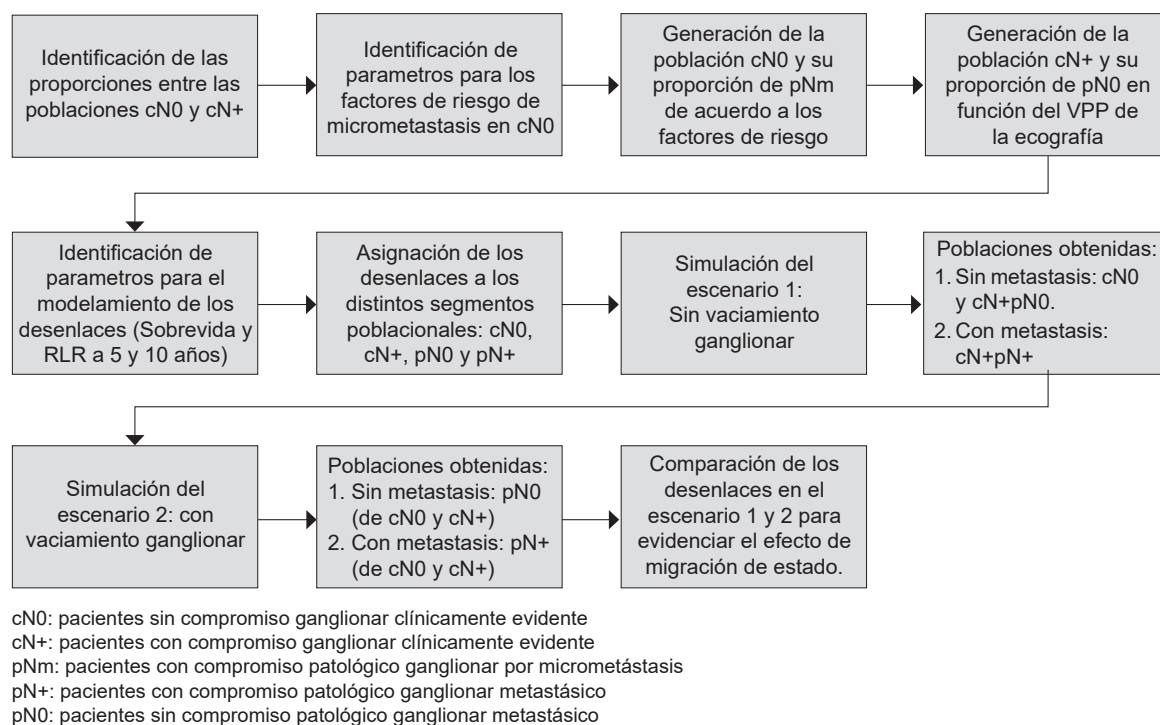 Identificación de las
proporciones entre las
poblaciones cN0 y cN+
Identificación de
parametros para los
factores de riesgo de
micrometastasis en cN0
Generación de la
población cN0 y su
proporción de pNm
de acuerdo a los
factores de riesgo
Generación de la
población cN+ y su
proporción de pN0 en
función del VPP de
la ecografía
Identificación de
parametros para el
modelamiento de los
desenlaces (Sobrevida y
RLR a 5 y 10 años)
Asignación de los
desenlaces a los
distintos segmentos
poblacionales: cN0,
cN+, pN0 y pN+
Simulación del
escenario 1:
Sin vaciamiento
ganglionar
Poblaciones obtenidas:
1. Sin metastasis: cN0
y cN+pN0.
2. Con metastasis:
cN+pN+
Simulación del
escenario 2: con
vaciamiento ganglionar
Poblaciones obtenidas:
1. Sin metastasis: pN0
(de cN0 y cN+)
2. Con metastasis: pN+
(de cN0 y cN+)
Comparación de los
desenlaces en el
escenario 1 y 2 para
evidenciar el efecto de
migración de estado.
cN0: pacientes sin compromiso ganglionar clínicamente evidente
cN+: pacientes con compromiso ganglionar clínicamente evidente
pNm: pacientes con compromiso patológico ganglionar por micrometástasis
pN+: pacientes con compromiso patológico ganglionar metastásico
pN0: pacientes sin compromiso patológico ganglionar metastásico